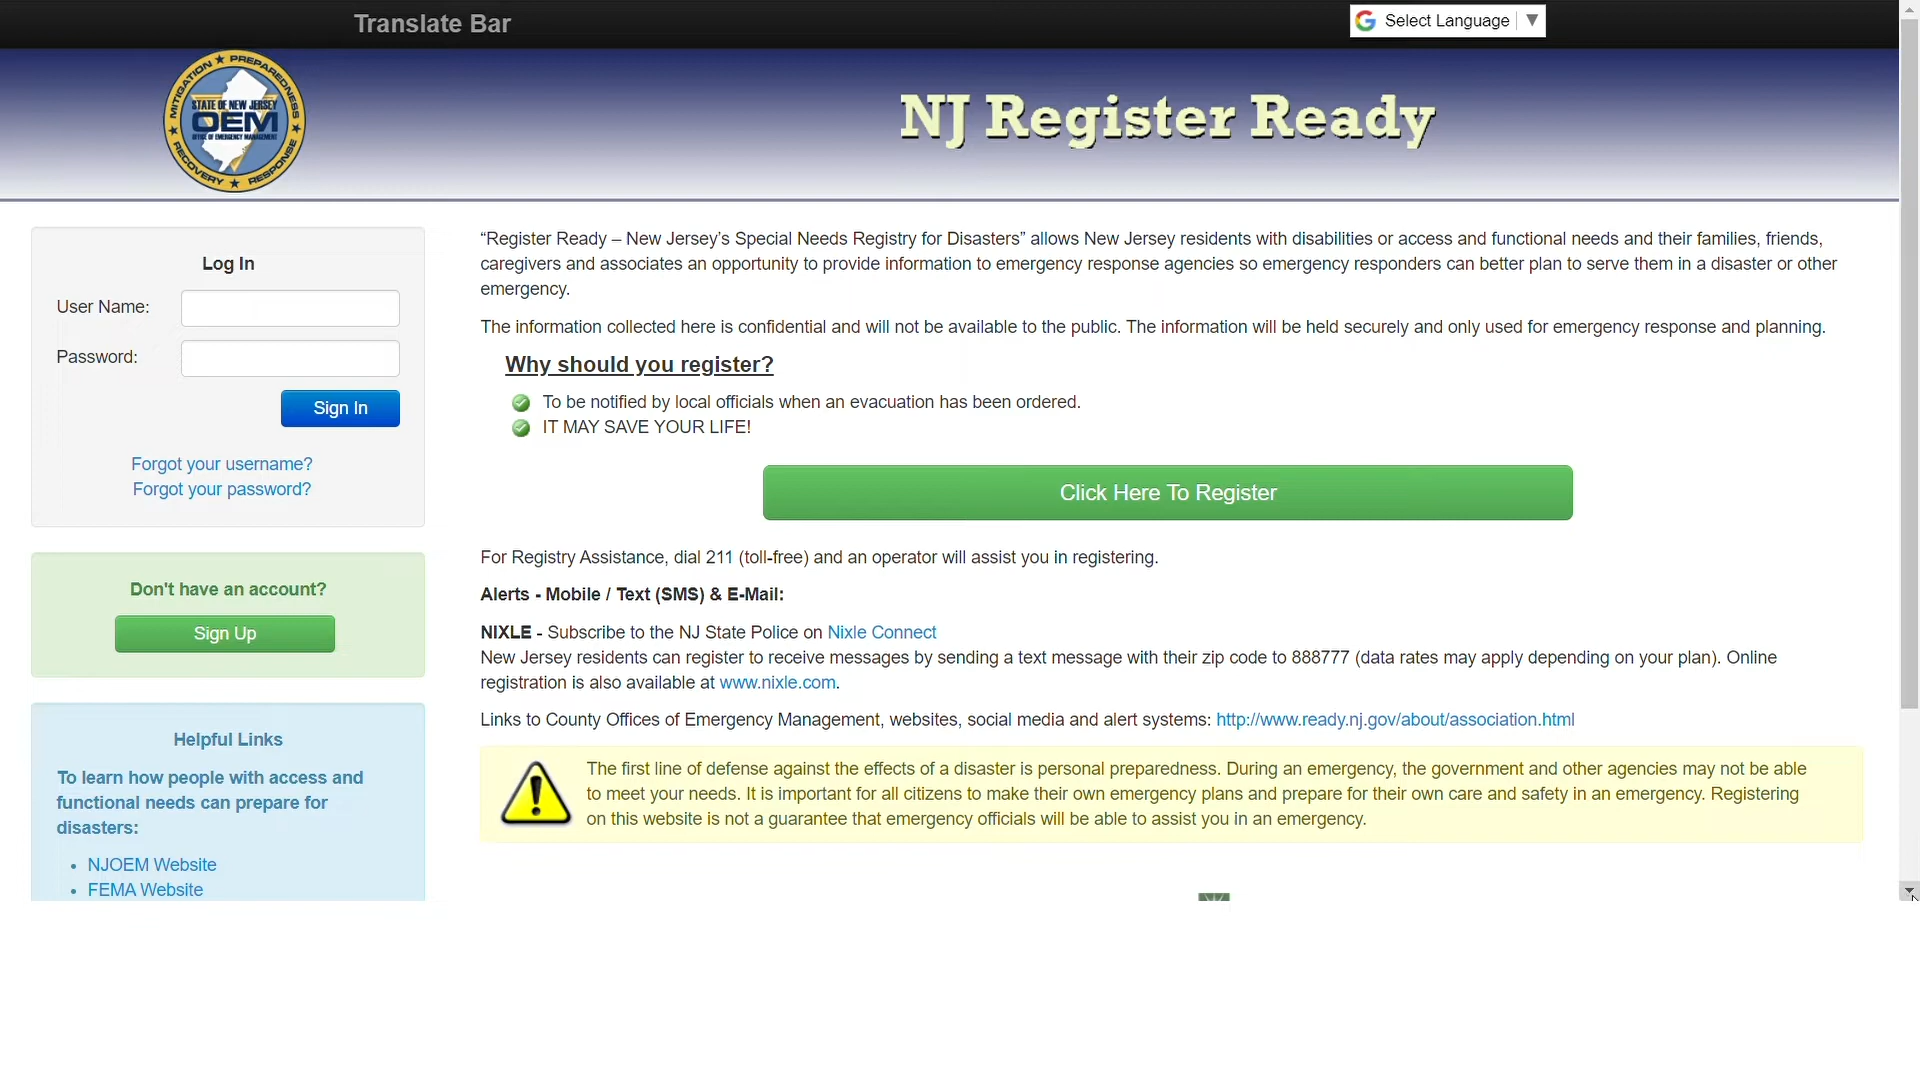 Translate Bar
Select Language
MITIGATION ★ PREPAREDNESS ★ RESPONSE ★ RECOVERY ★
STATE OF NEW JERSEY
OEM
OFFICE OF EMERGENCY MANAGEMENT
NJ Register Ready
Log In
User Name:
Password:
Sign In
Forgot your username?
Forgot your password?
Don't have an account?
Sign Up
Helpful Links
To learn how people with access and
functional needs can prepare for
disasters:
• NJOEM Website
• FEMA Website
“Register Ready – New Jersey’s Special Needs Registry for Disasters” allows New Jersey residents with disabilities or access and functional needs and their families, friends,
caregivers and associates an opportunity to provide information to emergency response agencies so emergency responders can better plan to serve them in a disaster or other
emergency.
The information collected here is confidential and will not be available to the public. The information will be held securely and only used for emergency response and planning.
Why should you register?
To be notified by local officials when an evacuation has been ordered.
IT MAY SAVE YOUR LIFE!
Click Here To Register
For Registry Assistance, dial 211 (toll-free) and an operator will assist you in registering.
Alerts - Mobile / Text (SMS) & E-Mail:
NIXLE - Subscribe to the NJ State Police on Nixle Connect
New Jersey residents can register to receive messages by sending a text message with their zip code to 888777 (data rates may apply depending on your plan). Online
registration is also available at www.nixle.com.
Links to County Offices of Emergency Management, websites, social media and alert systems: http://www.ready.nj.gov/about/association.html
The first line of defense against the effects of a disaster is personal preparedness. During an emergency, the government and other agencies may not be able
to meet your needs. It is important for all citizens to make their own emergency plans and prepare for their own care and safety in an emergency. Registering
on this website is not a guarantee that emergency officials will be able to assist you in an emergency.